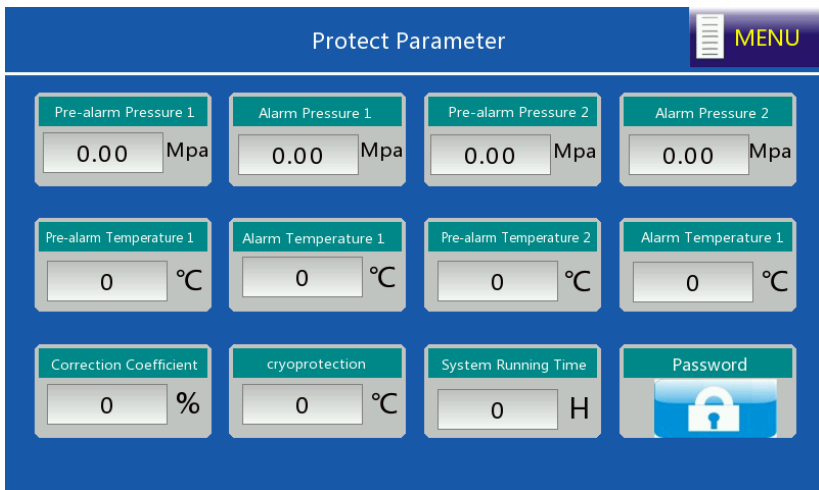 Protect Parameter
MENU
Pre-alarm Pressure 1
0.00 Mpa
Alarm Pressure 1
0.00 Mpa
Pre-alarm Pressure 2
0.00 Mpa
Alarm Pressure 2
0.00 Mpa
Pre-alarm Temperature 1
0 ℃
Alarm Temperature 1
0 ℃
Pre-alarm Temperature 2
0 ℃
Alarm Temperature 1
0 ℃
Correction Coefficient
0 %
cryoprotection
0 ℃
System Running Time
0 H
Password